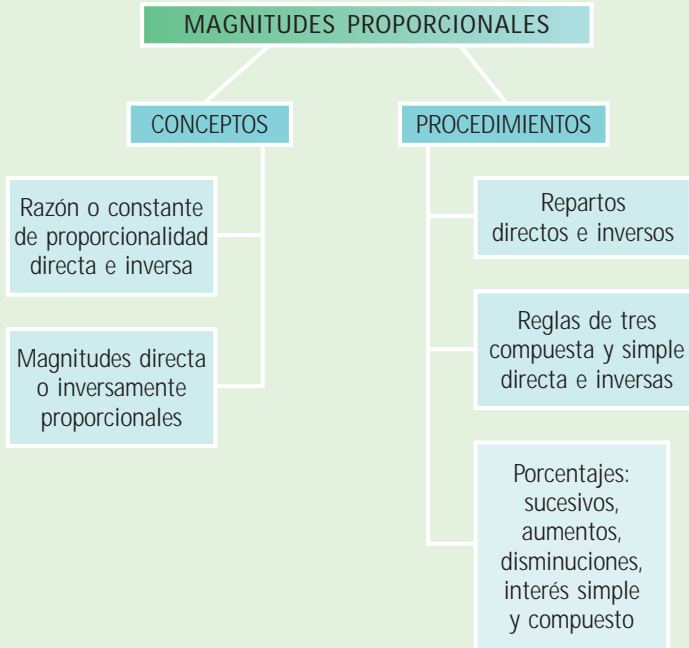 MAGNITUDES PROPORCIONALES
CONCEPTOS
Razón o constante
de proporcionalidad
directa e inversa
Magnitudes directa
o inversamente
proporcionales
PROCEDIMIENTOS
Repartos
directos e inversos
Reglas de tres
compuesta y simple
directa e inversas
Porcentajes:
sucesivos,
aumentos,
disminuciones,
interés simple
y compuesto